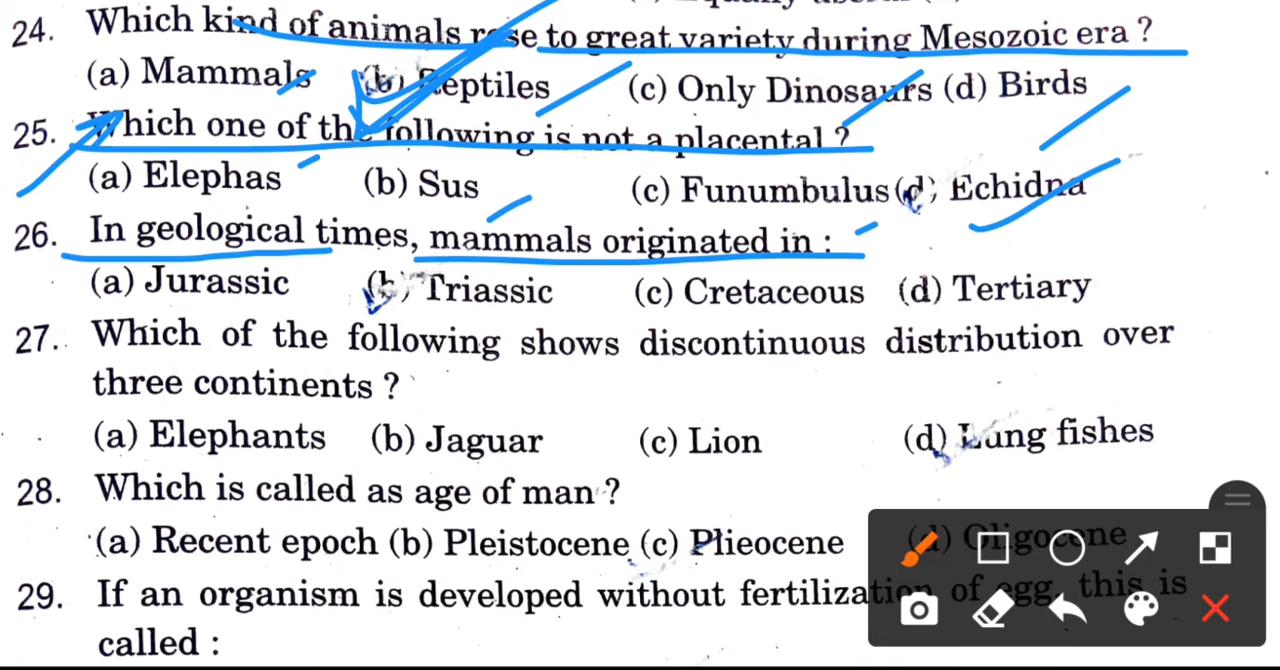 24. Which kind of animals rose to great variety during Mesozoic era ?
(a) Mammals (b) Reptiles (c) Only Dinosaurs (d) Birds
25. Which one of the following is not a placental ?
(a) Elephas (b) Sus (c) Funumbulus (d) Echidna
26. In geological times, mammals originated in :
(a) Jurassic (b) Triassic (c) Cretaceous (d) Tertiary
27. Which of the following shows discontinuous distribution over
three continents ?
(a) Elephants (b) Jaguar (c) Lion (d) Lung fishes
28. Which is called as age of man ?
(a) Recent epoch (b) Pleistocene (c) Plieocene (d) Oligocene
29. If an organism is developed without fertilization of egg, this is
called :